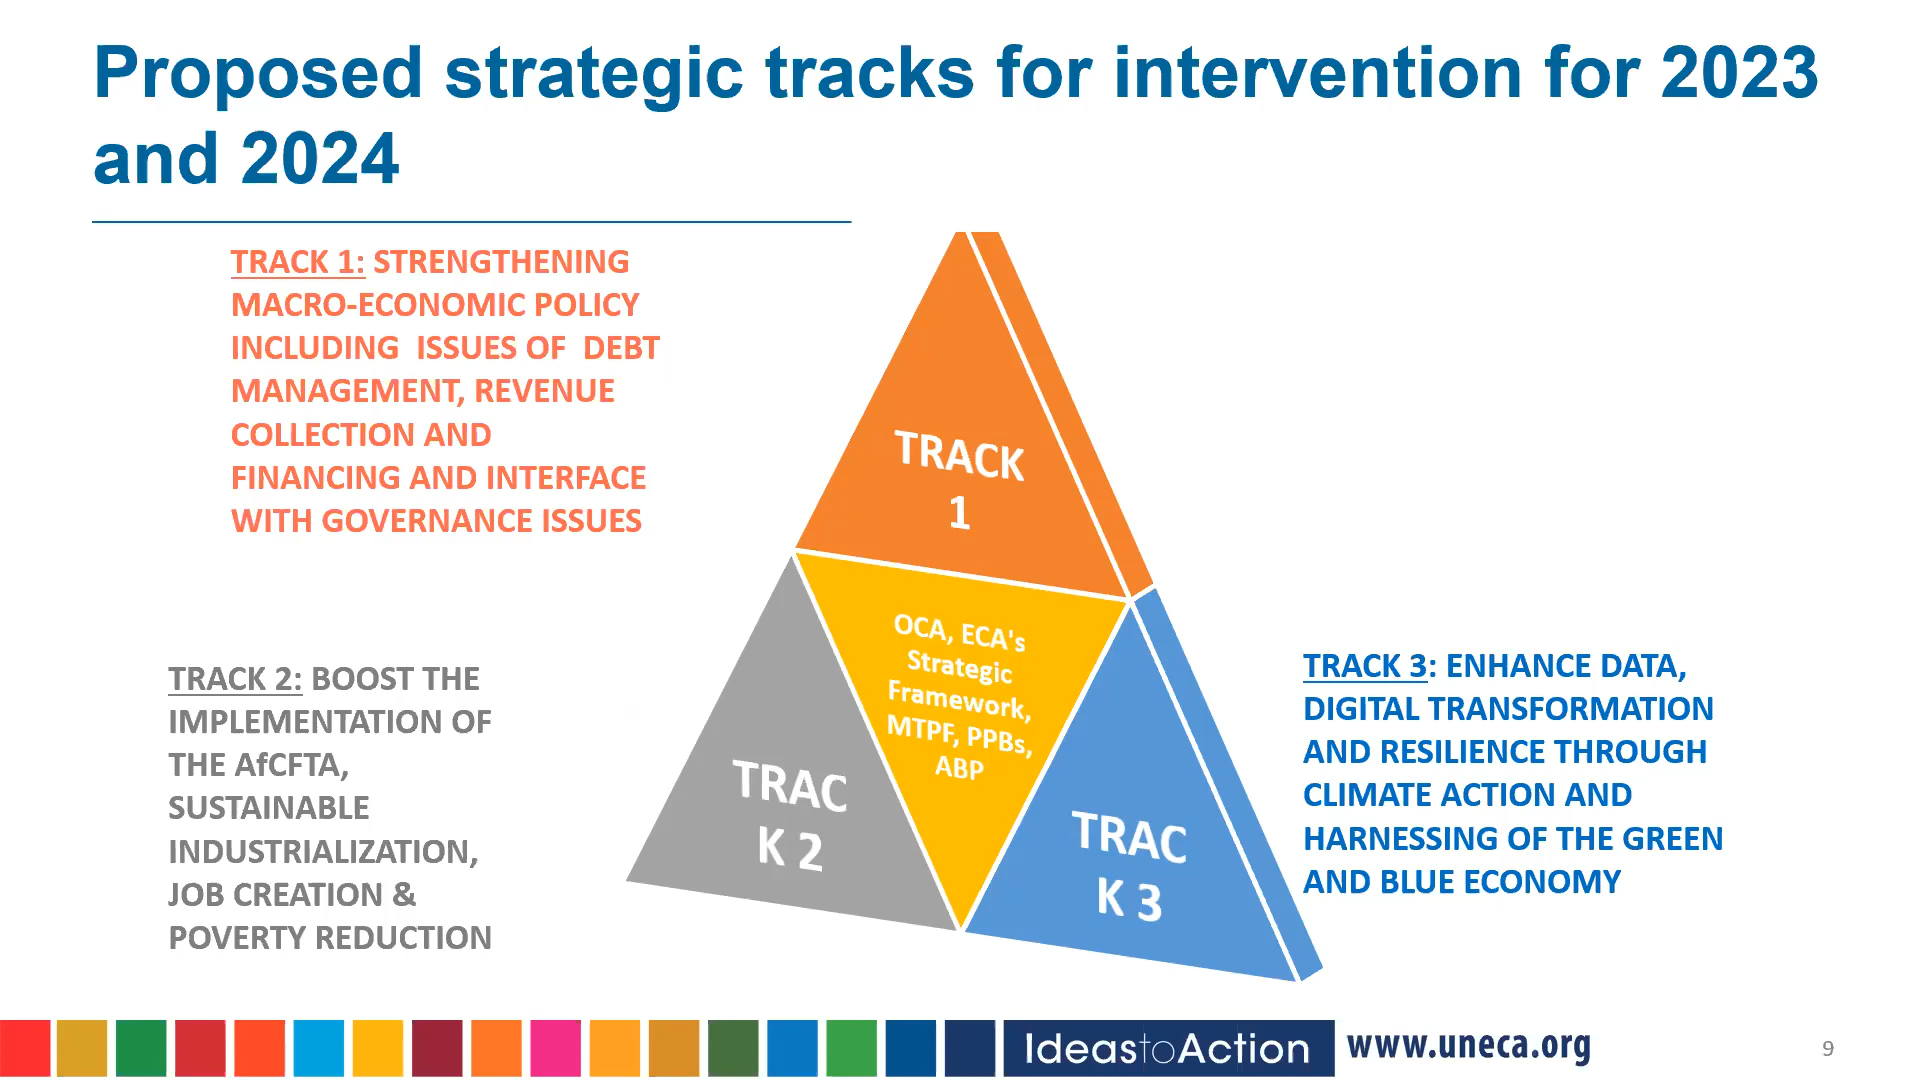 Proposed strategic tracks for intervention for 2023
and 2024
TRACK 1: STRENGTHENING
MACRO-ECONOMIC POLICY
INCLUDING ISSUES OF DEBT
MANAGEMENT, REVENUE
COLLECTION AND
FINANCING AND INTERFACE
WITH GOVERNANCE ISSUES
TRACK
1
OCA, ECA's
Strategic
Framework,
MTPF, PPBs,
ABP
TRACK 2: BOOST THE
IMPLEMENTATION OF
THE AfCFTA,
SUSTAINABLE
INDUSTRIALIZATION,
JOB CREATION &
POVERTY REDUCTION
TRAC
K 2
TRAC
K 3
TRACK 3: ENHANCE DATA,
DIGITAL TRANSFORMATION
AND RESILIENCE THROUGH
CLIMATE ACTION AND
HARNESSING OF THE GREEN
AND BLUE ECONOMY
IdeastoAction
www.uneca.org
9